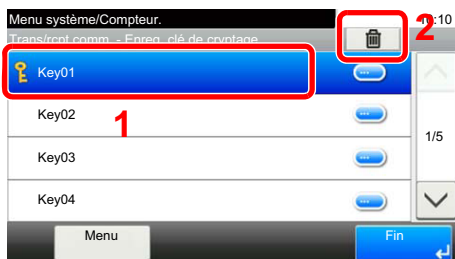 Menu système/Compteur.
10:10
2
Trans/rcpt comm. - Enreg. clé de cryptage
Key01
1
Key02
1/5
Key03
Key04
Menu
Fin